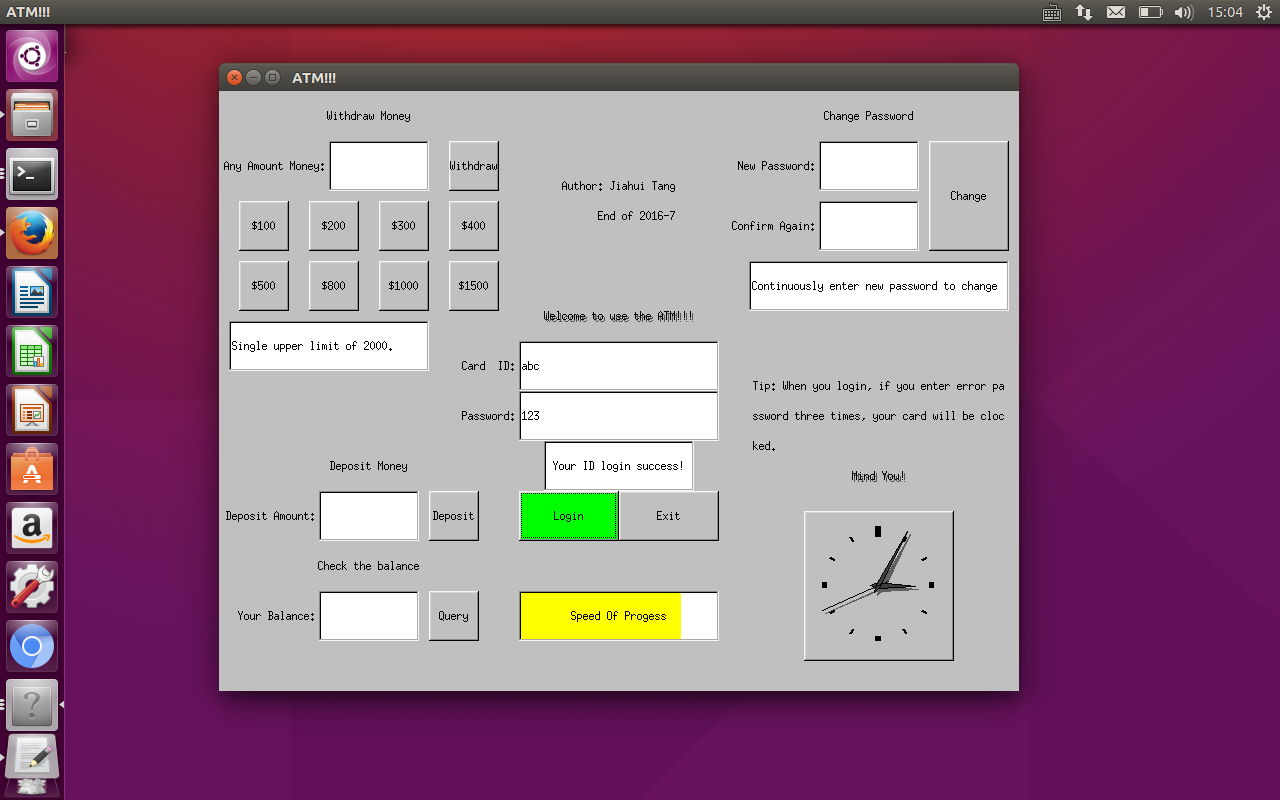 ATM!!!
15:04
ATM!!!
Withdraw Money
Any Amount Money:
Withdraw
$100
$200
$300
$400
$500
$800
$1000
$1500
Single upper limit of 2000.
Author: Jiahui Tang
End of 2016-7
Change Password
New Password:
Confirm Again:
Change
Continuously enter new password to change
Welcome to use the ATM!!!!
Card  ID:
abc
Password:
123
Your ID login success!
Login
Exit
Tip: When you login, if you enter error pa
ssword three times, your card will be cloc
ked.
Mind You!
Deposit Money
Deposit Amount:
Deposit
Check the balance
Your Balance:
Query
Speed Of Progess